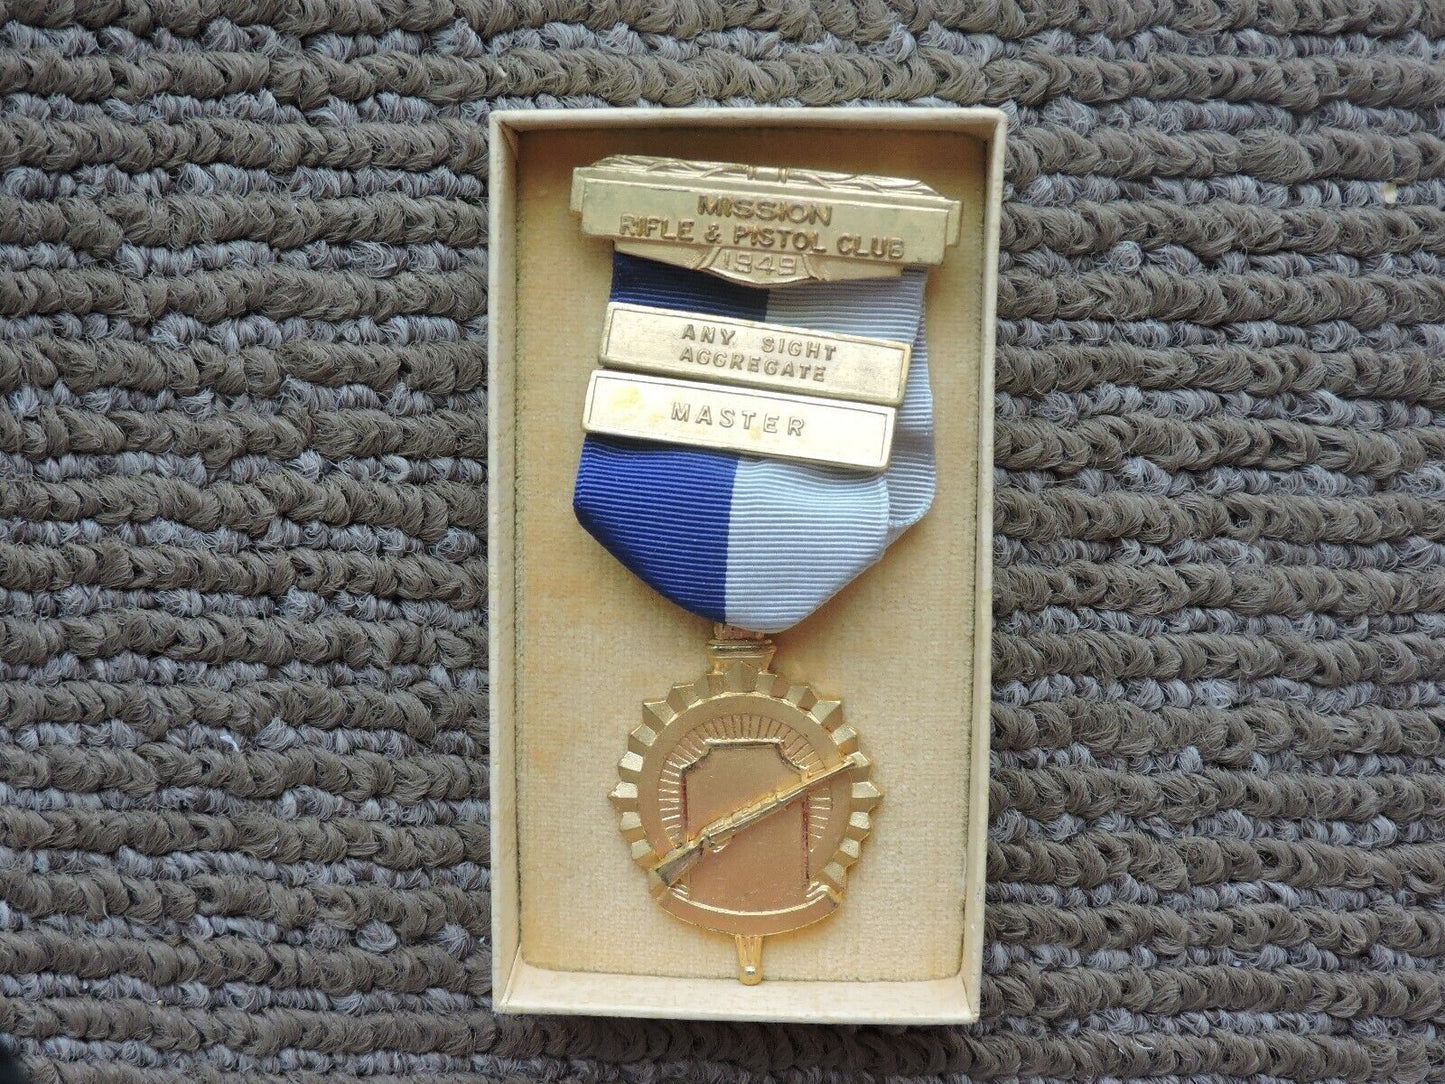 MISSION
RIFLE & PISTOL CLUB
1949
ANY SIGHT
AGGREGATE
MASTER